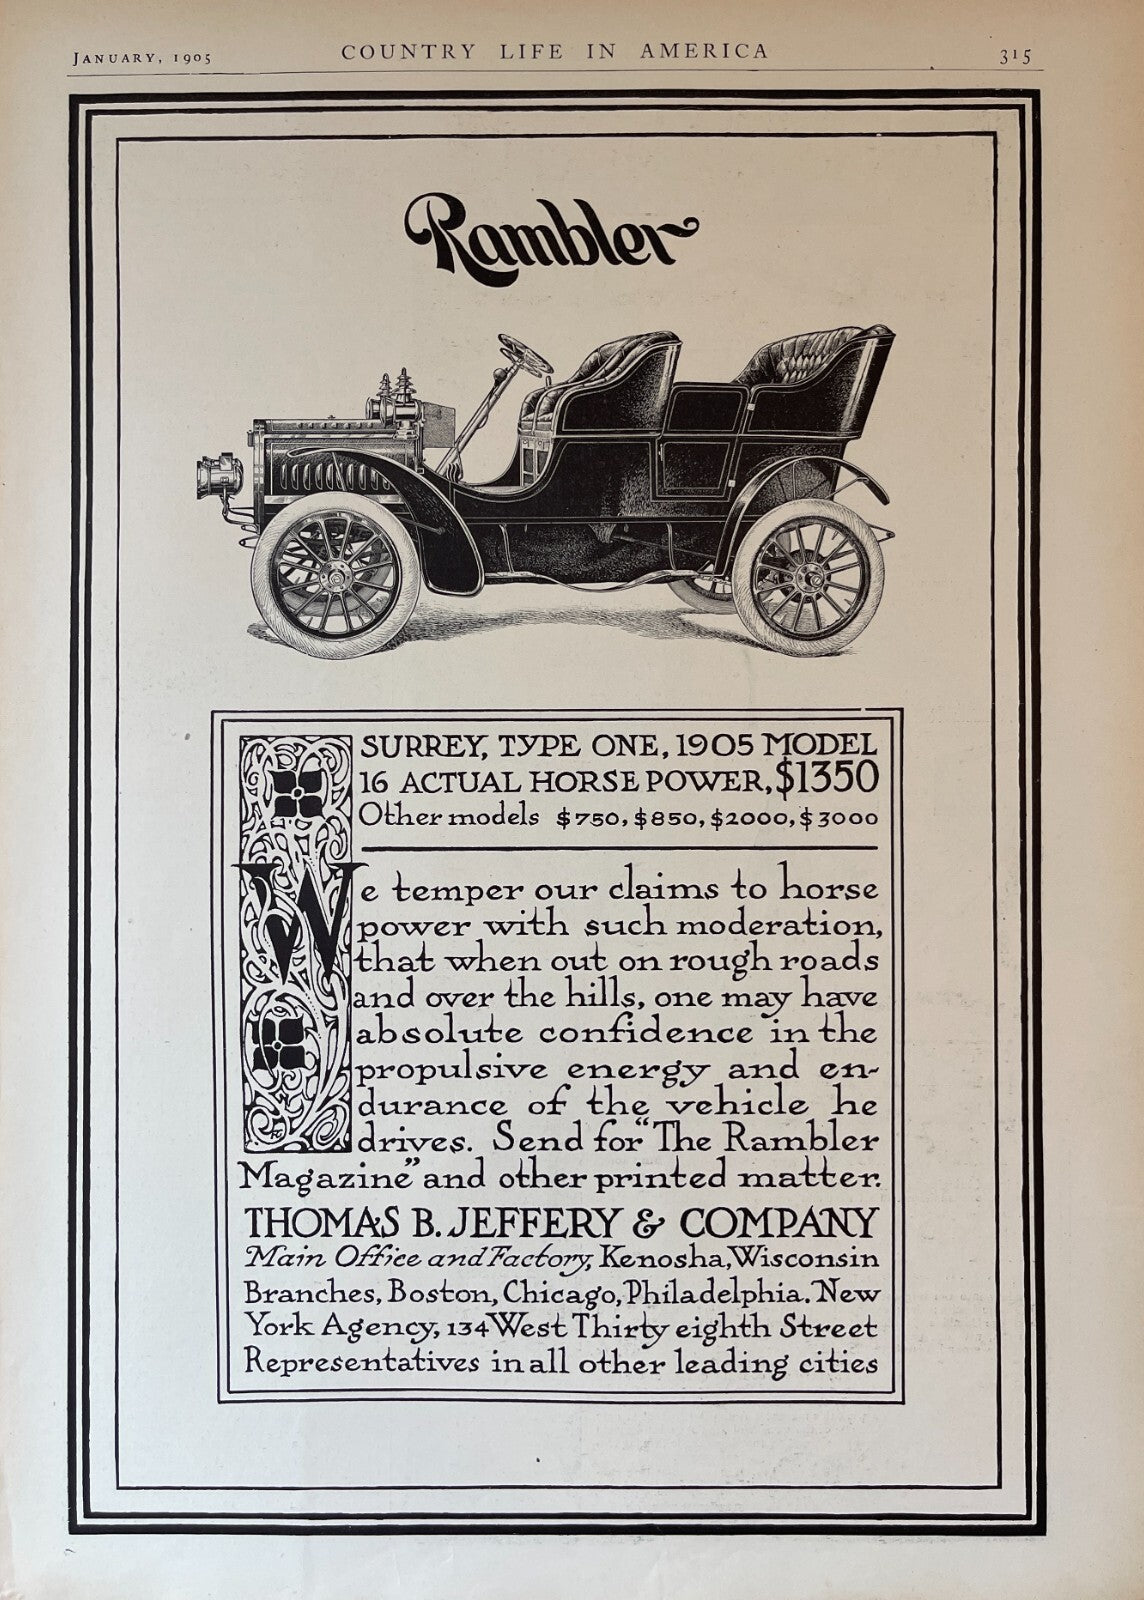 JANUARY, 1905 COUNTRY LIFE IN AMERICA 315
Rambler
SURREY, TYPE ONE, 1905 MODEL
16 ACTUAL HORSE POWER, $1350
Other models $750, $850, $2000, $3000
We temper our claims to horse
power with such moderation,
that when out on rough roads
and over the hills, one may have
absolute confidence in the
propulsive energy and en-
durance of the vehicle he
drives. Send for "The Rambler
Magazine" and other printed matter.
THOMAS B. JEFFERY & COMPANY
Main Office and Factory, Kenosha, Wisconsin
Branches, Boston, Chicago, Philadelphia. New
York Agency, 134 West Thirty eighth Street
Representatives in all other leading cities